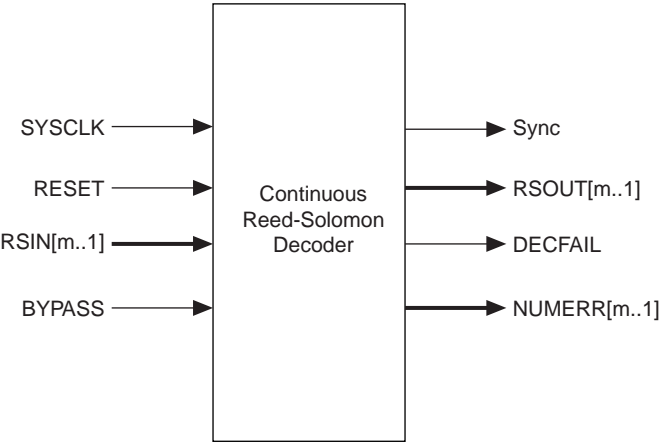 SYSCLK
RESET
RSIN[m..1]
BYPASS
Continuous
Reed-Solomon
Decoder
Sync
RSOUT[m..1]
DECFAIL
NUMERR[m..1]